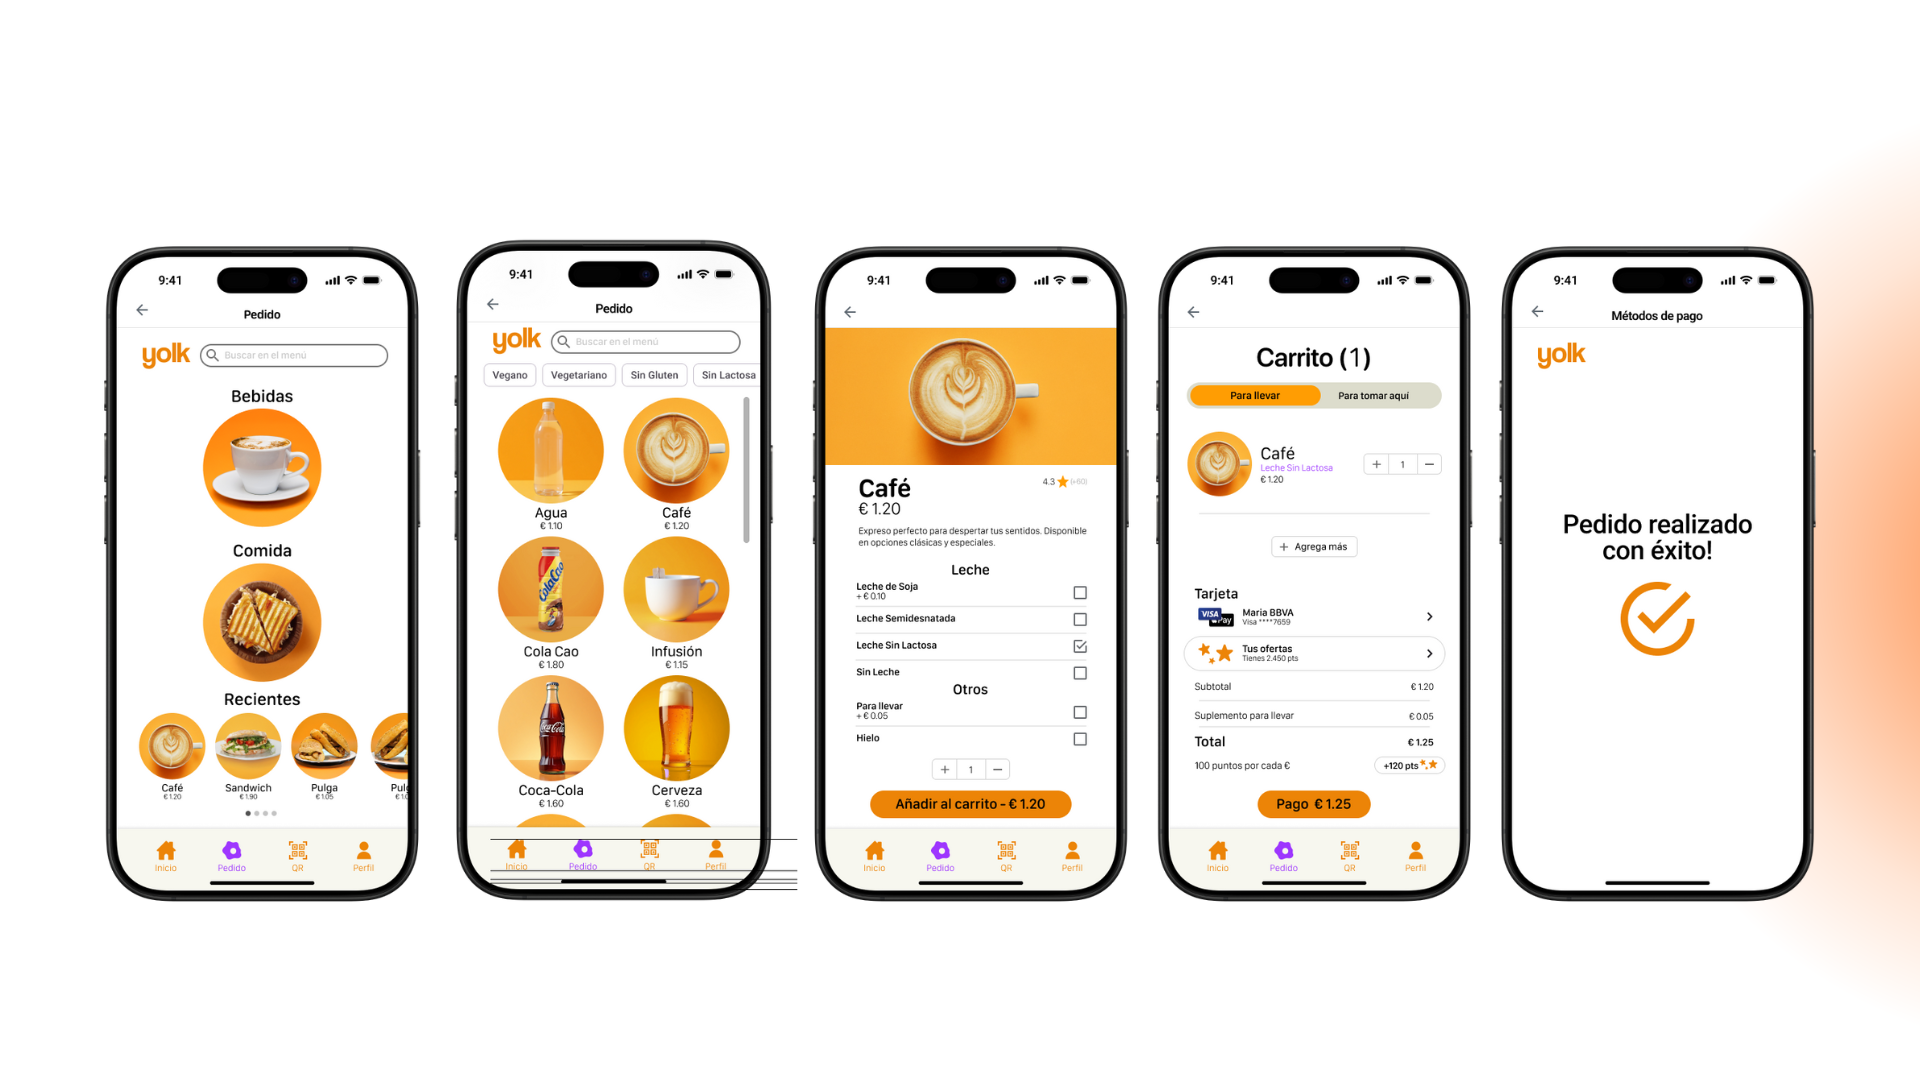 9:41
Pedido
yolk
Buscar en el menú
Bebidas
Comida
Recientes
Café
€ 1.20
Sandwich
€ 1.90
Pulga
€ 1.05
Inicio
Pedido
QR
Perfil
9:41
Pedido
yolk
Buscar en el menú
Vegano
Vegetariano
Sin Gluten
Sin Lactosa
Agua
€ 1.10
Café
€ 1.20
ColaCao
Cola Cao
€ 1.80
Infusión
€ 1.15
Coca-Cola
Coca-Cola
€ 1.60
Cerveza
€ 1.60
Inicio
Pedido
QR
Perfil
9:41
Café
4.3 (+60)
€ 1.20
Expreso perfecto para despertar tus sentidos. Disponible
en opciones clásicas y especiales.
Leche
Leche de Soja
+ € 0.10
Leche Semidesnatada
Leche Sin Lactosa
Sin Leche
Otros
Para llevar
+ € 0.05
Hielo
+ 1 −
Añadir al carrito - € 1.20
Inicio
Pedido
QR
Perfil
9:41
Carrito (1)
Para llevar
Para tomar aquí
Café
Leche Sin Lactosa
€ 1.20
+ 1 −
+ Agrega más
Tarjeta
VISA
Pay
Maria BBVA
Visa ****7659
Tus ofertas
Tienes 2.450 pts
Subtotal € 1.20
Suplemento para llevar € 0.05
Total € 1.25
100 puntos por cada € +120 pts
Pago € 1.25
Inicio
Pedido
QR
Perfil
9:41
Métodos de pago
yolk
Pedido realizado
con éxito!